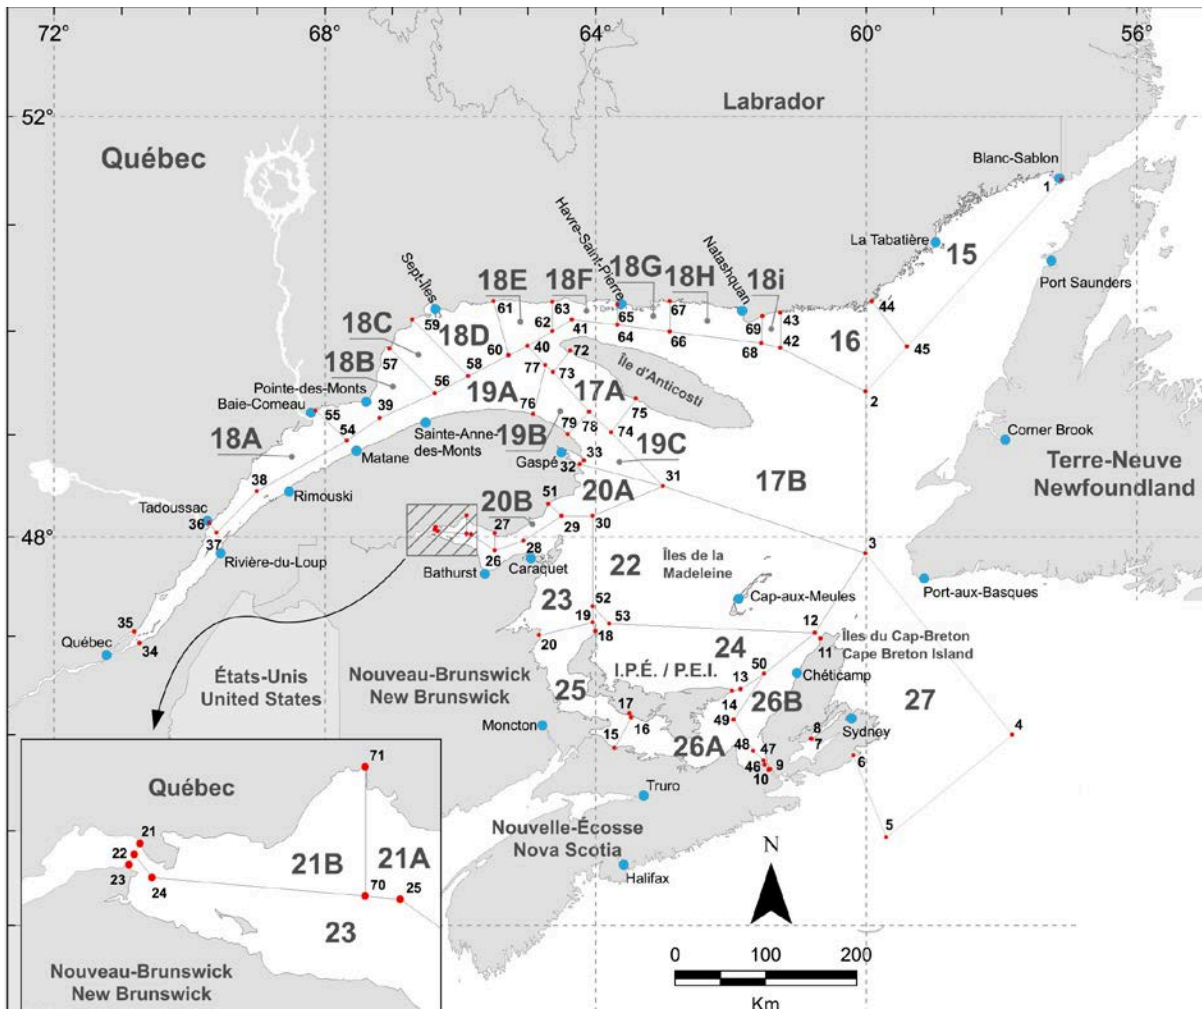 72° 68° 64° 60° 56°
52°
Labrador
Québec
Blanc-Sablon
1
La Tabatière
15
Port Saunders
Sept-Îles
Havre-Saint-Pierre
Natashquan
18E
18F
18G
18H
18i
44
61
63
65
67
69
43
59
18D
62
41
64
66
68
42
16
45
18C
57
60
40
72
58
77
73
Île d'Anticosti
18B
56
19A
17A
2
Pointe-des-Monts
Baie-Comeau
55
39
76
78
75
54
Sainte-Anne-
des-Monts
79
19B
74
Corner Brook
18A
Matane
Gaspé
33
32
19C
Terre-Neuve
Newfoundland
38
Rimouski
31
17B
20A
Tadoussac
36
51
20B
27
29
30
37
48°
Rivière-du-Loup
26
28
3
Bathurst
Caraquet
22
Îles de la
Madeleine
Port-aux-Basques
Cap-aux-Meules
23
52
19
53
35
20
18
12
Îles du Cap-Breton
Cape Breton Island
11
34
Québec
24
États-Unis
United States
Nouveau-Brunswick
New Brunswick
I.P.É. / P.E.I.
50
Chéticamp
13
25
14
26B
27
17
16
49
Moncton
8
7
Sydney
4
15
26A
48
47
46
9
10
6
Truro
Nouvelle-Écosse
Nova Scotia
5
N
Halifax
0 100 200
Km
71
Québec
21
22
21B
21A
23
24
70
25
23
Nouveau-Brunswick
New Brunswick